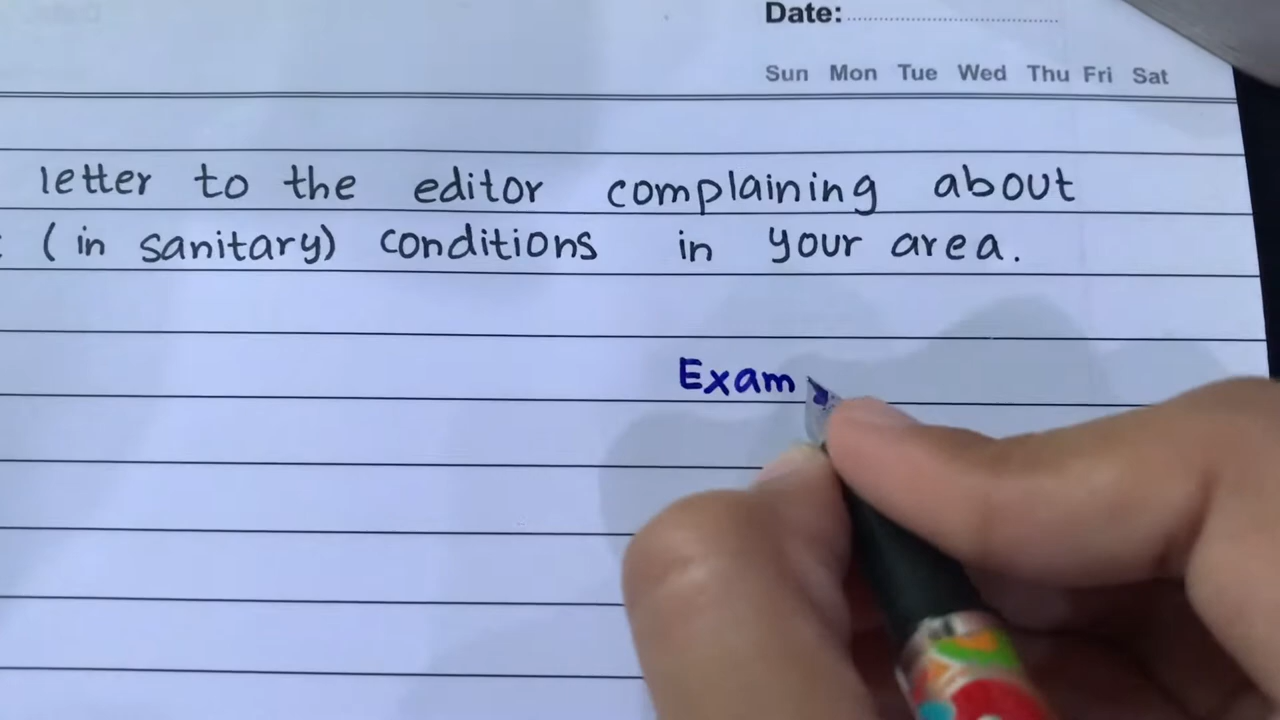 Date:
Sun Mon Tue Wed Thu Fri Sat
letter to the editor complaining about
(in sanitary) conditions in your area.
Exam